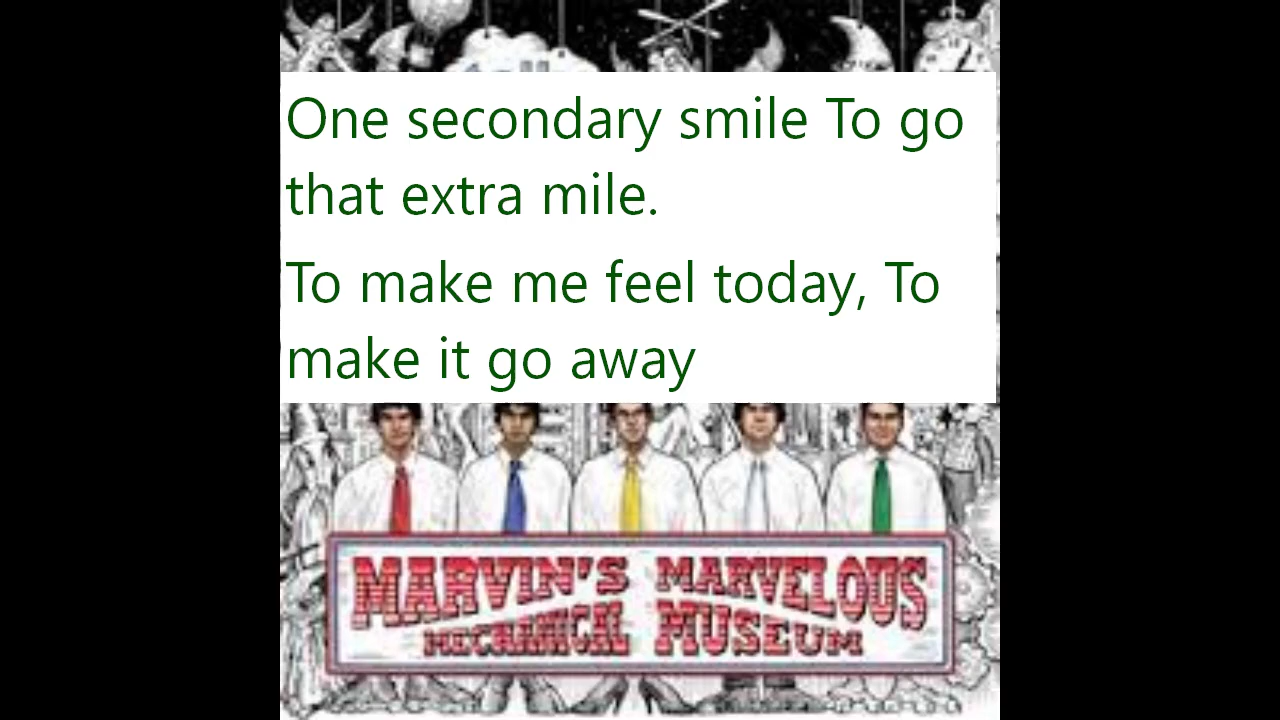 One secondary smile To go
that extra mile.
To make me feel today, To
make it go away
MARVIN'S MARVELOUS
MECHANICAL MUSEUM